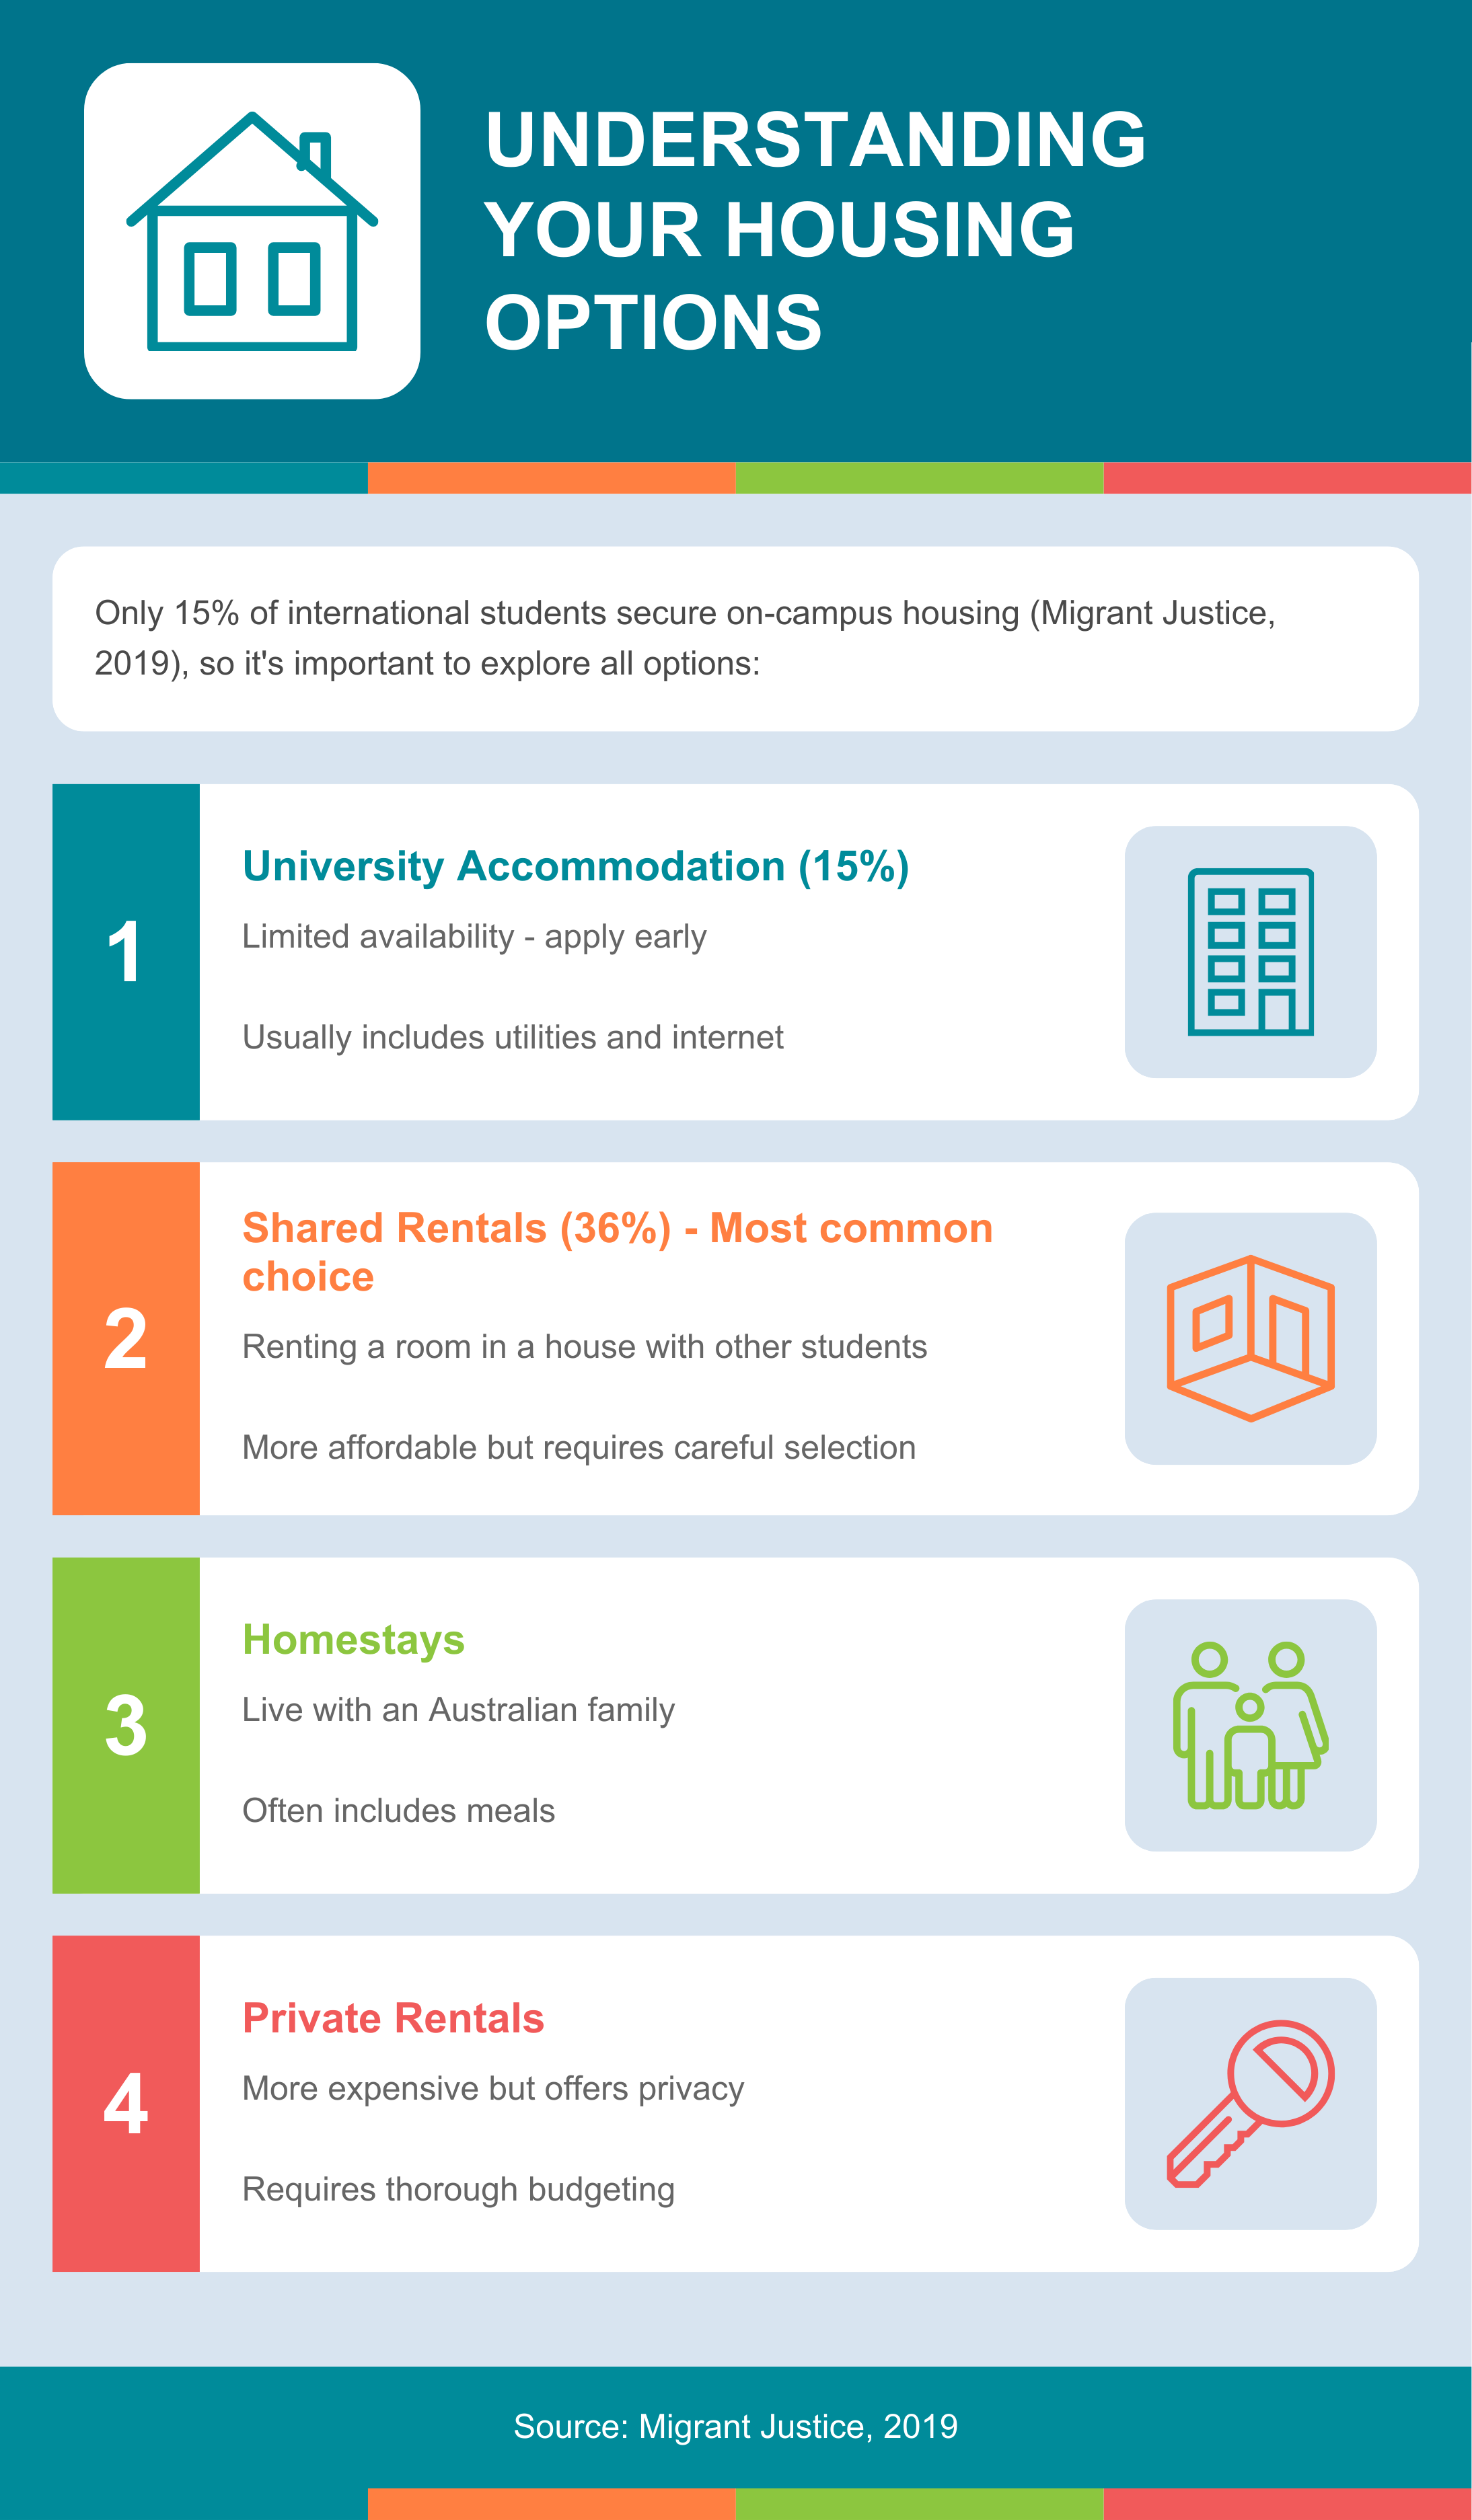 UNDERSTANDING
YOUR HOUSING
OPTIONS
Only 15% of international students secure on-campus housing (Migrant Justice,
2019), so it's important to explore all options:
1
University Accommodation (15%)
Limited availability - apply early
Usually includes utilities and internet
2
Shared Rentals (36%) - Most common
choice
Renting a room in a house with other students
More affordable but requires careful selection
3
Homestays
Live with an Australian family
Often includes meals
4
Private Rentals
More expensive but offers privacy
Requires thorough budgeting
Source: Migrant Justice, 2019